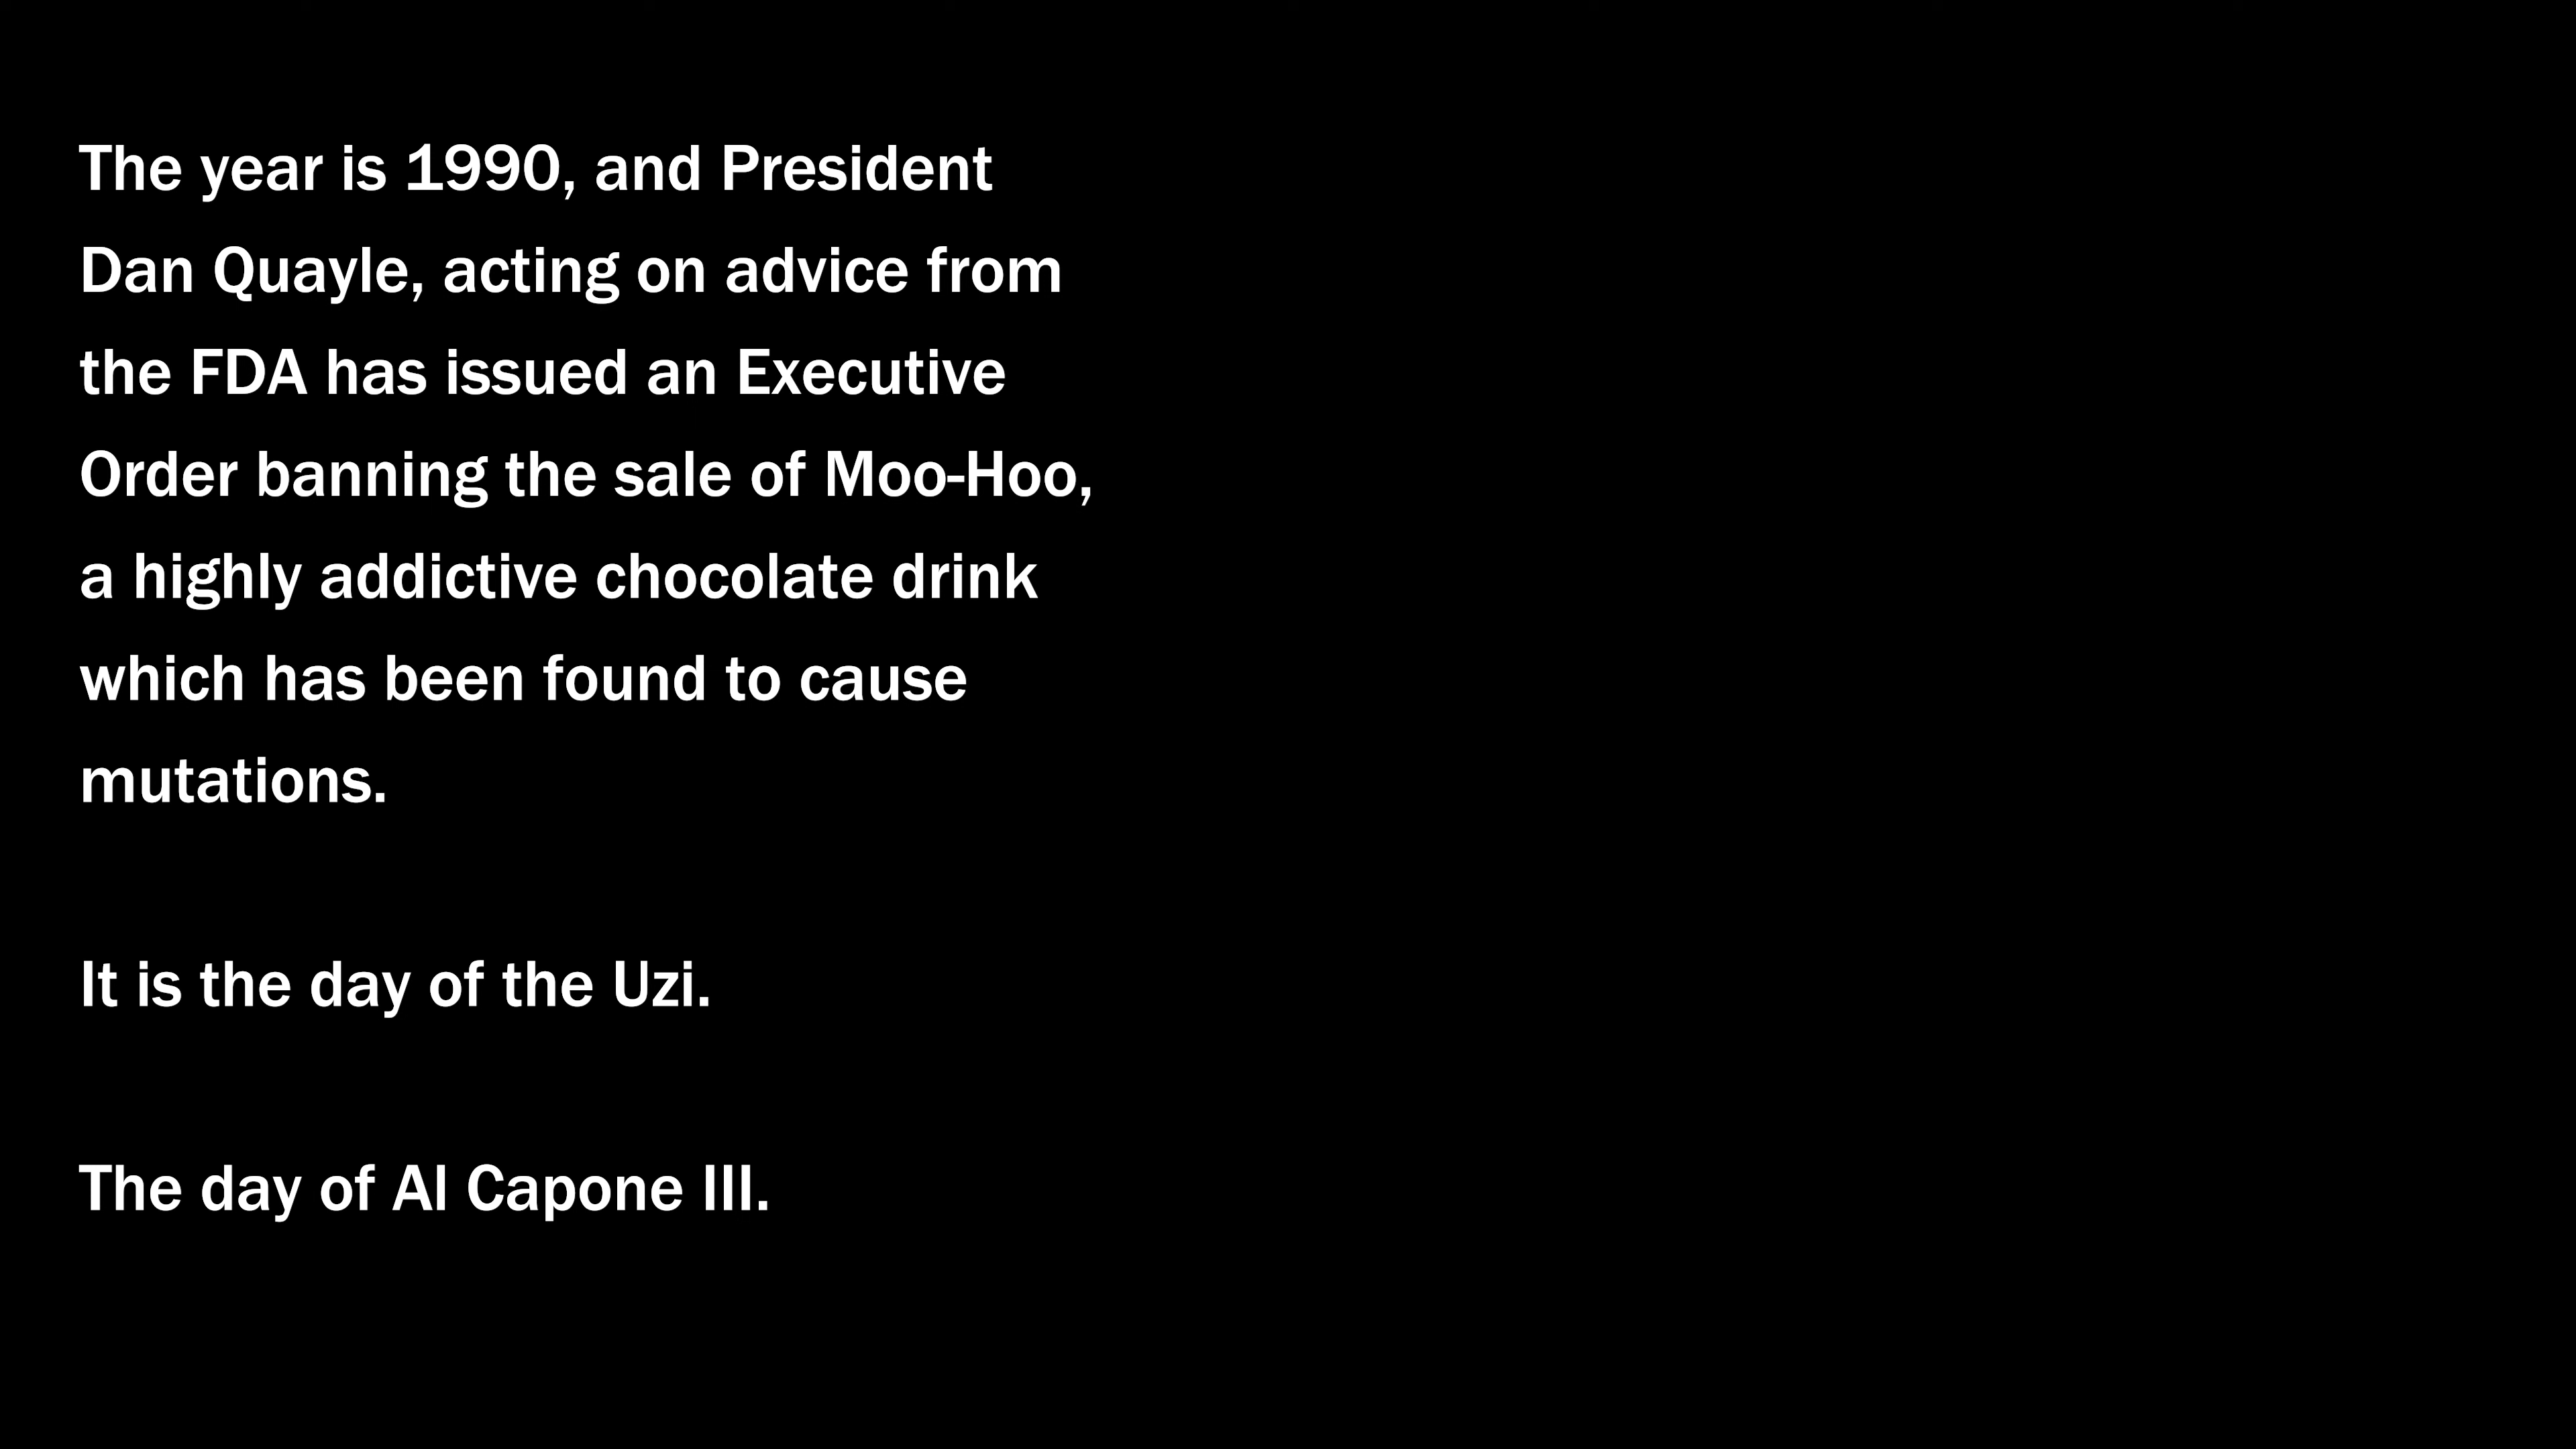 The year is 1990, and President
Dan Quayle, acting on advice from
the FDA has issued an Executive
Order banning the sale of Moo-Hoo,
a highly addictive chocolate drink
which has been found to cause
mutations.
It is the day of the Uzi.
The day of Al Capone III.